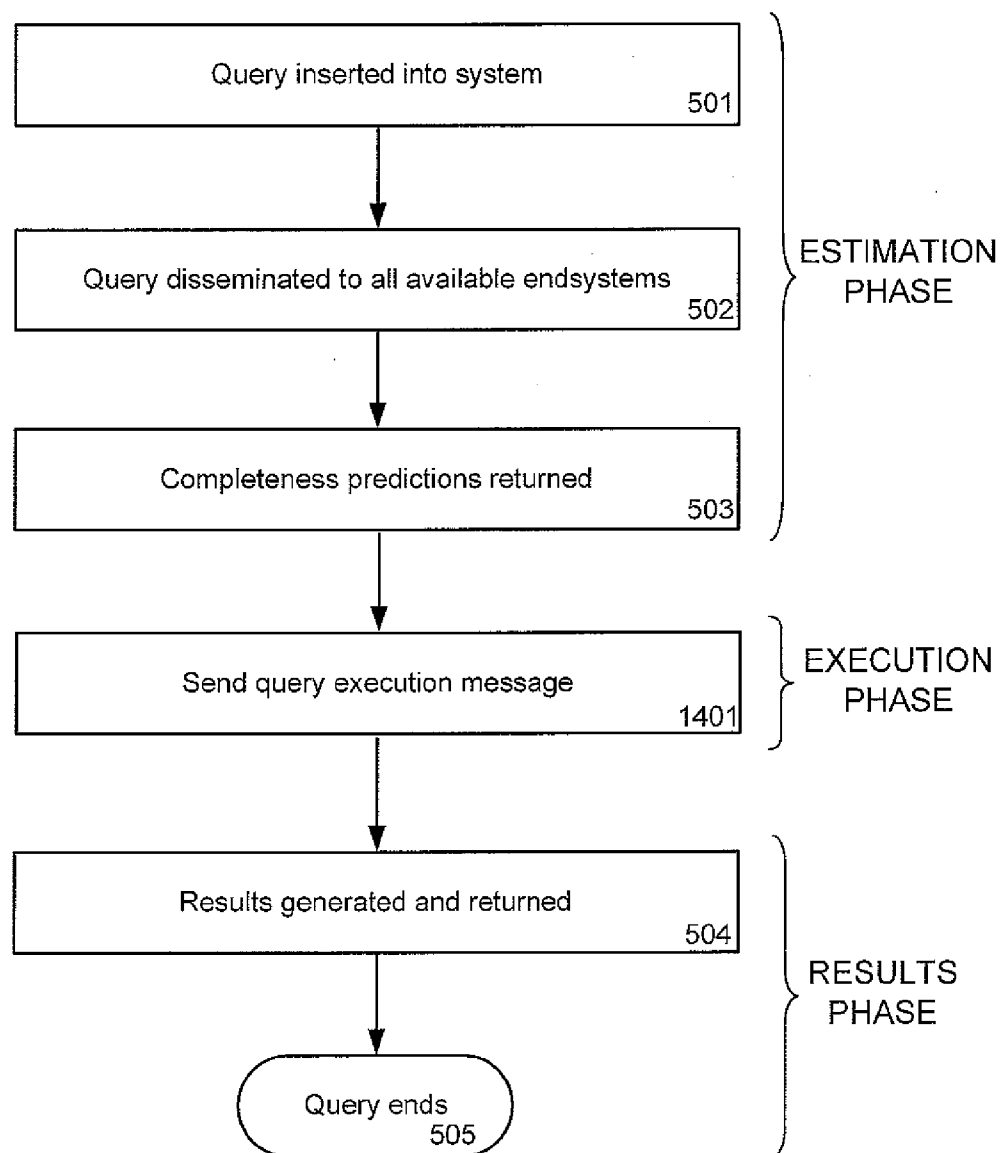 Query inserted into system
501
Query disseminated to all available endsystems
502
ESTIMATION
PHASE
Completeness predictions returned
503
Send query execution message
1401
EXECUTION
PHASE
Results generated and returned
504
RESULTS
PHASE
Query ends
505